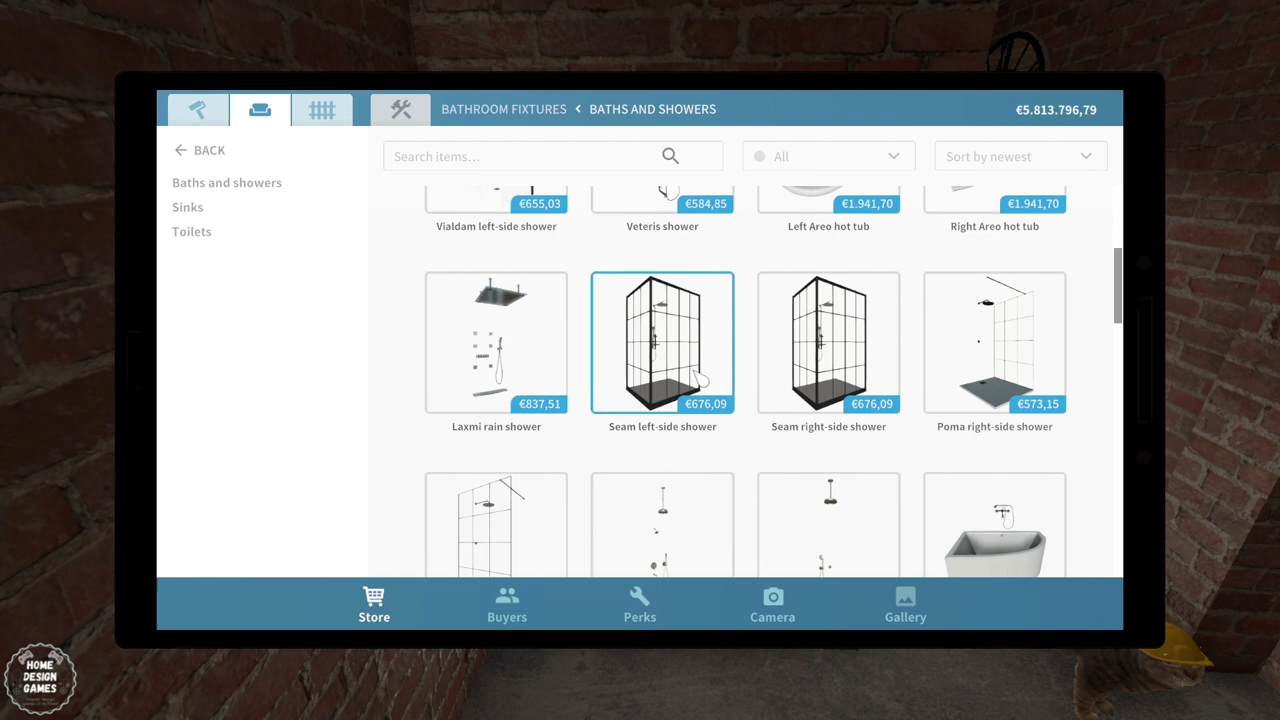 BATHROOM FIXTURES < BATHS AND SHOWERS
€5.813.796,79
BACK
Search items...
All
Sort by newest
Baths and showers
Sinks
Toilets
€655,03
€584,85
€1.941,70
€1.941,70
Vialdam left-side shower
Veteris shower
Left Areo hot tub
Right Areo hot tub
€837,51
€676,09
€676,09
€573,15
Laxmi rain shower
Seam left-side shower
Seam right-side shower
Poma right-side shower
Store
Buyers
Perks
Camera
Gallery
HOME
DESIGN
GAMES